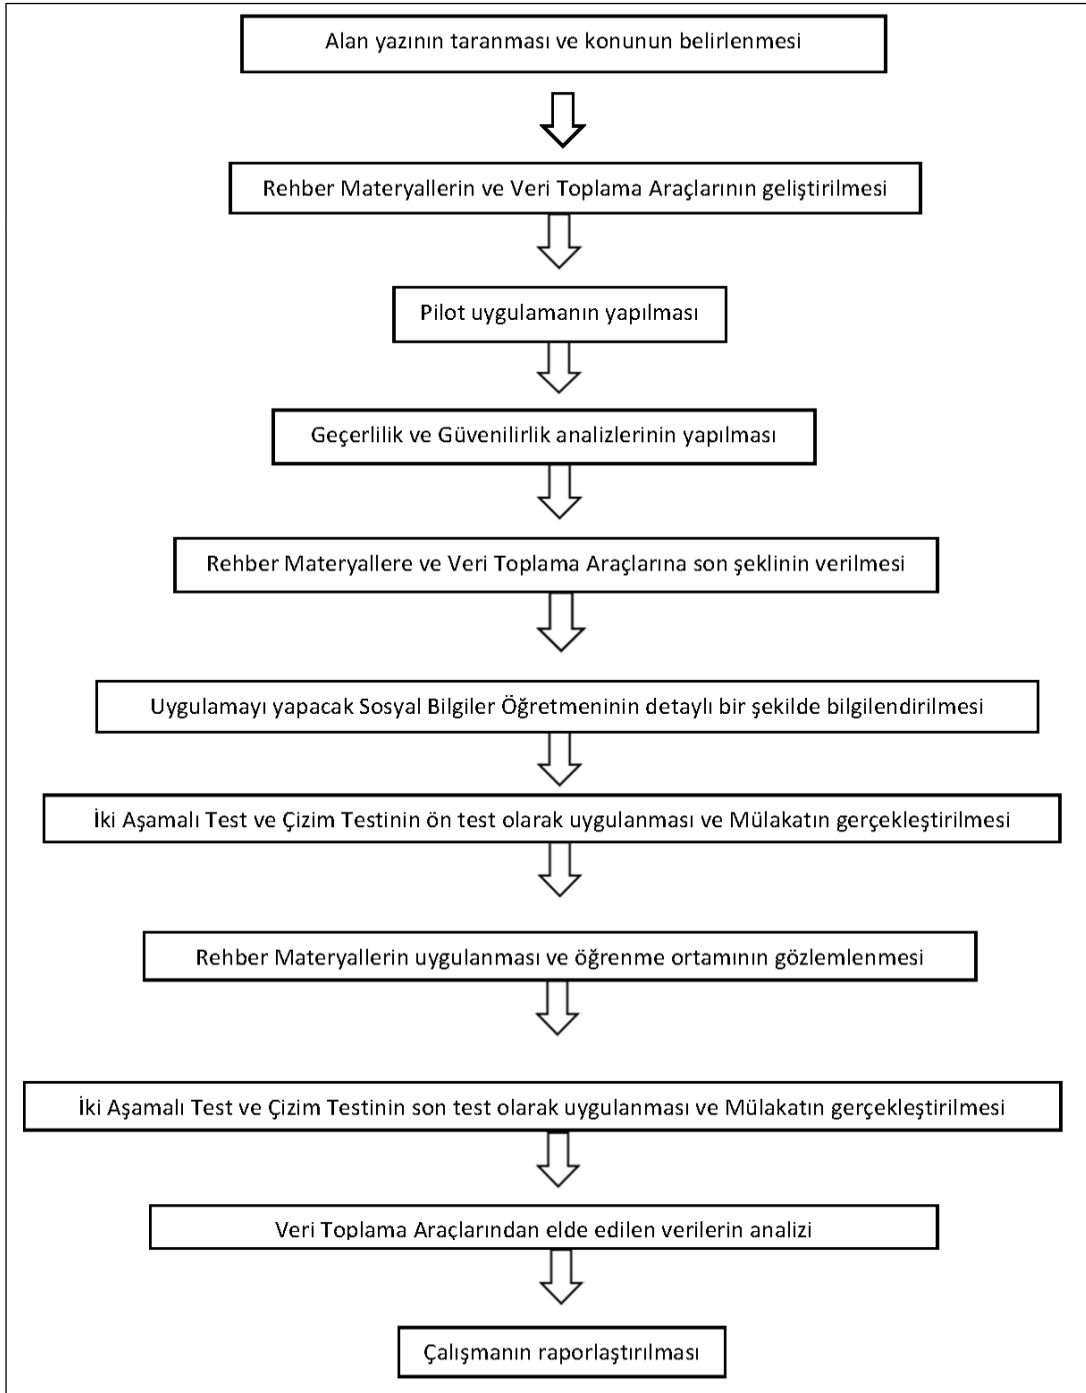 Alan yazının taranması ve konunun belirlenmesi
Rehber Materyallerin ve Veri Toplama Araçlarının geliştirilmesi
Pilot uygulamanın yapılması
Geçerlilik ve Güvenilirlik analizlerinin yapılması
Rehber Materyallere ve Veri Toplama Araçlarına son şeklinin verilmesi
Uygulamayı yapacak Sosyal Bilgiler Öğretmeninin detaylı bir şekilde bilgilendirilmesi
İki Aşamalı Test ve Çizim Testinin ön test olarak uygulanması ve Mülakatın gerçekleştirilmesi
Rehber Materyallerin uygulanması ve öğrenme ortamının gözlemlenmesi
İki Aşamalı Test ve Çizim Testinin son test olarak uygulanması ve Mülakatın gerçekleştirilmesi
Veri Toplama Araçlarından elde edilen verilerin analizi
Çalışmanın raporlaştırılması